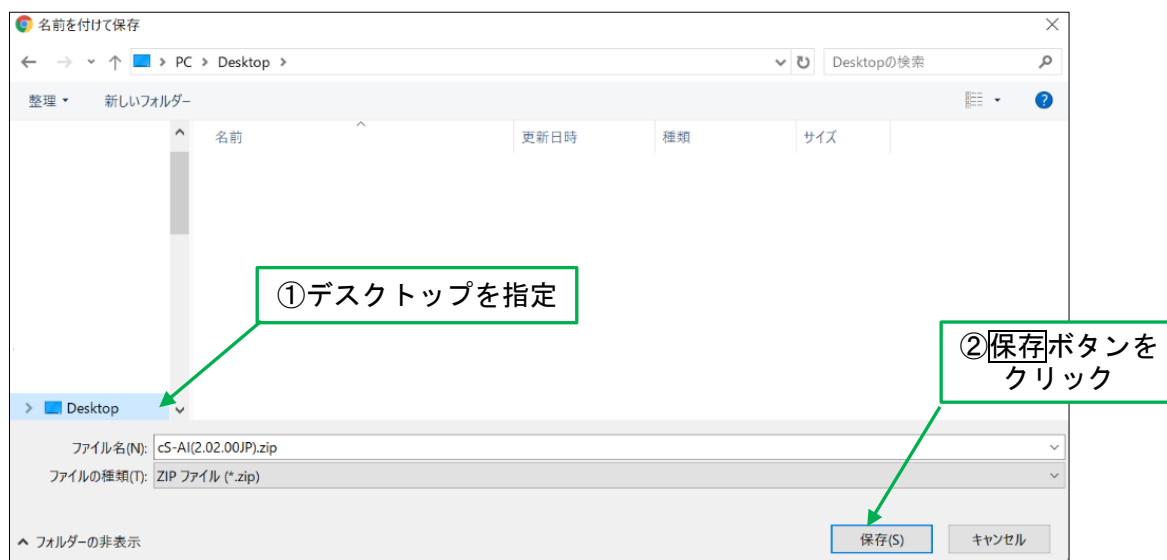 名前を付けて保存
PC > Desktop >
Desktopの検索
整理
新しいフォルダー
名前
更新日時
種類
サイズ
①デスクトップを指定
②保存ボタンを
クリック
Desktop
ファイル名(N): cS-AI(2.02.00JP).zip
ファイルの種類(T): ZIP ファイル (*.zip)
フォルダーの非表示
保存(S)
キャンセル